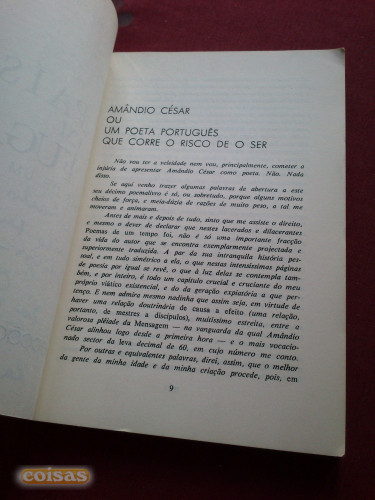 AMÂNDIO CÉSAR
OU
UM POETA PORTUGUÊS
QUE CORRE O RISCO DE O SER
Não vou ter a veleidade nem vou, principalmente, cometer a
injúria de apresentar Amândio César como poeta. Não. Nada
disso.
Se aqui venho trazer algumas palavras de abertura a este
seu décimo poemativo é só, ou sobretudo, porque alguns motivos
cheios de força, e meia-dúzia de razões de muito peso, a tal me
moveram e animaram.
Antes de mais e depois de tudo, sinto que me assiste o direito,
e mesmo o dever de declarar que nestes lacerados e dilacerantes
Poemas de um tempo foi, não é só uma importante fracção
da vida do autor que se encontra exemplarmente projectada e
superiormente traduzida. A par da sua intranquila história pes-
soal, e em tudo simétrico a ela, o que nestas intensíssimas páginas
de poesia por igual se revê, o que à luz delas se contempla tam-
bém, e por inteiro, é todo um capítulo crucial e cruciante do meu
próprio viático existencial, e do da geração expiatória a que per-
tenço. E nem admiro mesmo nadinha que assim seja, em virtude de
haver uma relação doutrinária de causa a efeito (uma relação,
portanto, de mestres a discípulos), muitíssimo estreita, entre a
valorosa plêiade da Mensagem — na vanguarda da qual Amândio
César alinhou logo desde a primeira hora — e o mais vocacio-
nado sector da leva decimal de 60, em cujo número me conto.
Por outras e equivalentes palavras, direi, assim, que o melhor
da gente da minha idade e da minha criação procede, pois, em
9
coisas